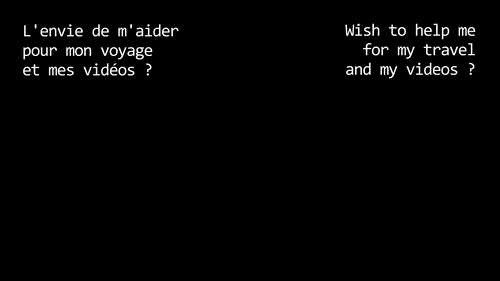 L'envie de m'aider
pour mon voyage
et mes vidéos ?
Wish to help me
for my travel
and my videos ?